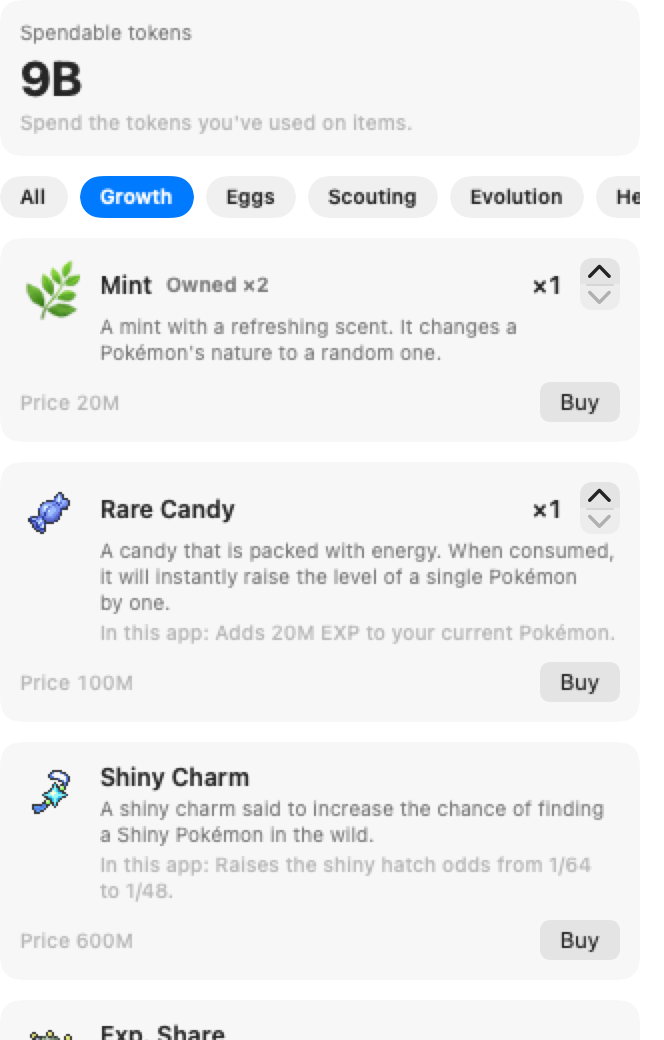 Spendable tokens
9B
Spend the tokens you've used on items.
All Growth Eggs Scouting Evolution He
Mint Owned ×2 ×1
A mint with a refreshing scent. It changes a
Pokémon's nature to a random one.
Price 20M Buy
Rare Candy ×1
A candy that is packed with energy. When consumed,
it will instantly raise the level of a single Pokémon
by one.
In this app: Adds 20M EXP to your current Pokémon.
Price 100M Buy
Shiny Charm
A shiny charm said to increase the chance of finding
a Shiny Pokémon in the wild.
In this app: Raises the shiny hatch odds from 1/64
to 1/48.
Price 600M Buy
Exp. Share